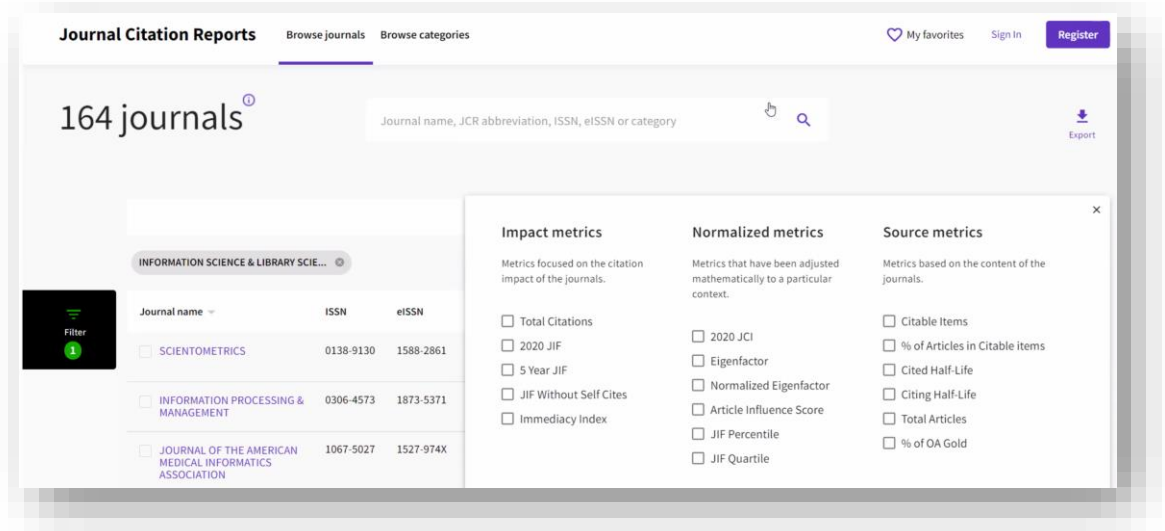 Journal Citation Reports
Browse journals
Browse categories
My favorites
Sign In
Register
164 journals
Journal name, JCR abbreviation, ISSN, eISSN or category
Export
INFORMATION SCIENCE & LIBRARY SCIE...
Filter
1
Journal name
ISSN
eISSN
SCIENTOMETRICS
0138-9130
1588-2861
INFORMATION PROCESSING &
MANAGEMENT
0306-4573
1873-5371
JOURNAL OF THE AMERICAN
MEDICAL INFORMATICS
ASSOCIATION
1067-5027
1527-974X
Impact metrics
Metrics focused on the citation
impact of the journals.
Total Citations
2020 JIF
5 Year JIF
JIF Without Self Cites
Immediacy Index
Normalized metrics
Metrics that have been adjusted
mathematically to a particular
context.
2020 JCI
Eigenfactor
Normalized Eigenfactor
Article Influence Score
JIF Percentile
JIF Quartile
Source metrics
Metrics based on the content of the
journals.
Citable Items
% of Articles in Citable items
Cited Half-Life
Citing Half-Life
Total Articles
% of OA Gold